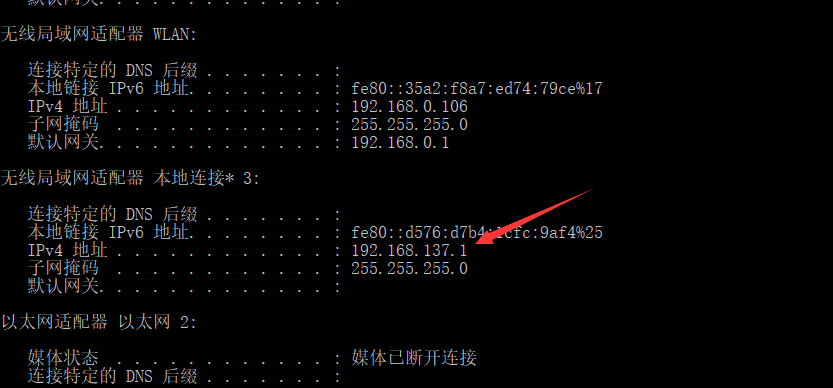 默认网关. . . . . . . . . . . . . :
无线局域网适配器 WLAN:
连接特定的 DNS 后缀 . . . . . . . :
本地链接 IPv6 地址. . . . . . . . : fe80::35a2:f8a7:ed74:79ce%17
IPv4 地址 . . . . . . . . . . . . : 192.168.0.106
子网掩码  . . . . . . . . . . . . : 255.255.255.0
默认网关. . . . . . . . . . . . . : 192.168.0.1
无线局域网适配器 本地连接* 3:
连接特定的 DNS 后缀 . . . . . . . :
本地链接 IPv6 地址. . . . . . . . : fe80::d576:d7b4: cfc:9af4%25
IPv4 地址 . . . . . . . . . . . . : 192.168.137.1
子网掩码  . . . . . . . . . . . . : 255.255.255.0
默认网关. . . . . . . . . . . . . :
以太网适配器 以太网 2:
媒体状态  . . . . . . . . . . . . : 媒体已断开连接
连接特定的 DNS 后缀 . . . . . . . :